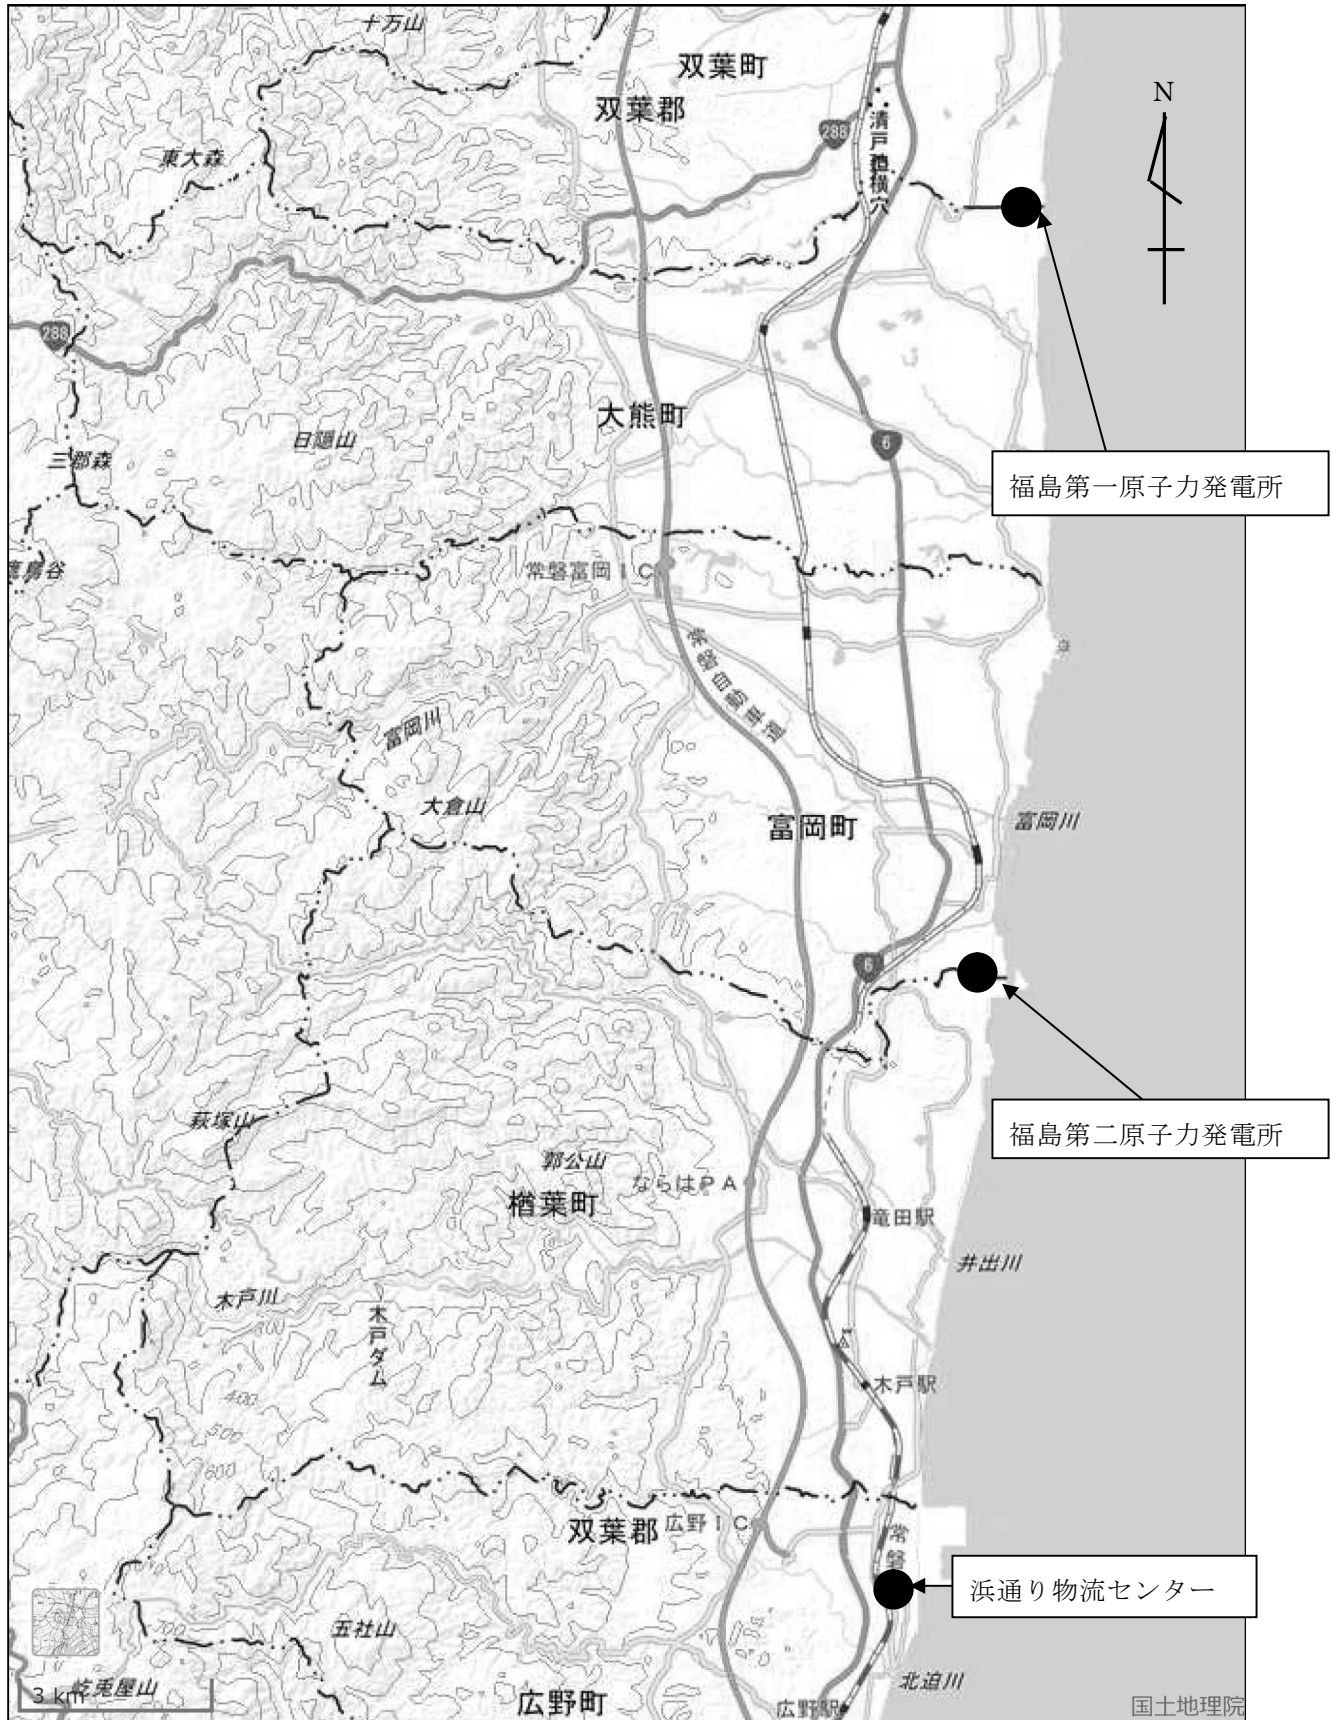 十万山
双葉町
N
双葉郡
288
清戸廹横穴
東大森
288
大熊町
日隠山
6
三郡森
福島第一原子力発電所
常磐富岡IC
常磐自動車道
富岡川
大倉山
富岡川
富岡町
6
萩塚山
福島第二原子力発電所
郭公山
ならはPA
楢葉町
竜田駅
井出川
木戸川
木戸ダム
400
木戸駅
600
双葉郡
広野IC
常磐
浜通り物流センター
五社山
北迫川
3 km
屹兎屋山
広野町
広野駅
国土地理院